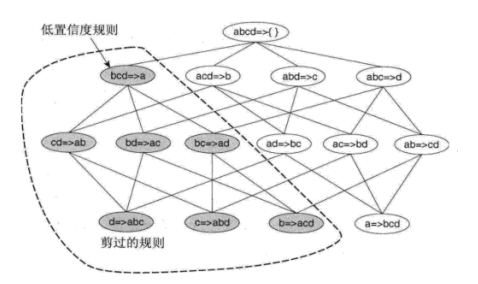 低置信度规则
abcd=>{ }
bcd=>a
acd=>b
abd=>c
abc=>d
cd=>ab
bd=>ac
bc=>ad
ad=>bc
ac=>bd
ab=>cd
d=>abc
c=>abd
b=>acd
a=>bcd
剪过的规则